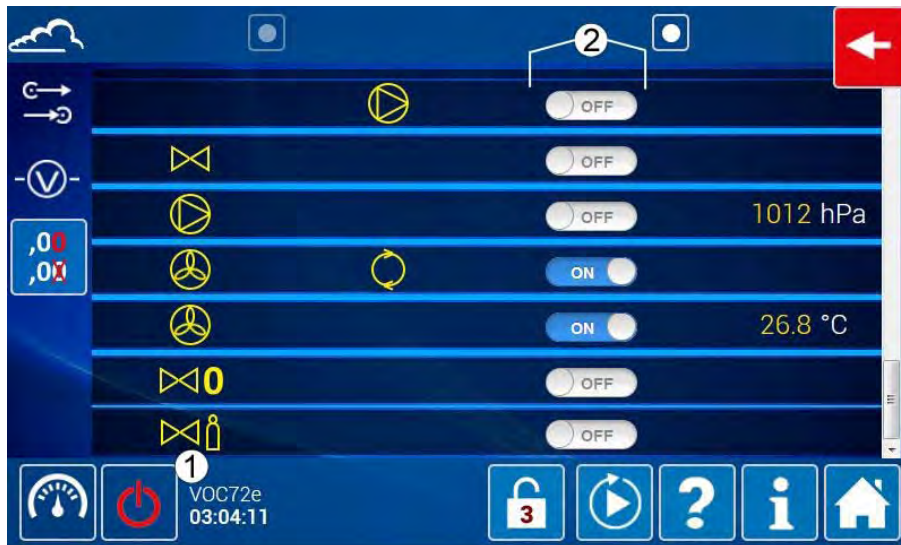 2
OFF
OFF
OFF 1012 hPa
,00
,0X
ON
ON 26.8 °C
0 OFF
OFF
1
VOC72e
03:04:11
3 ? i